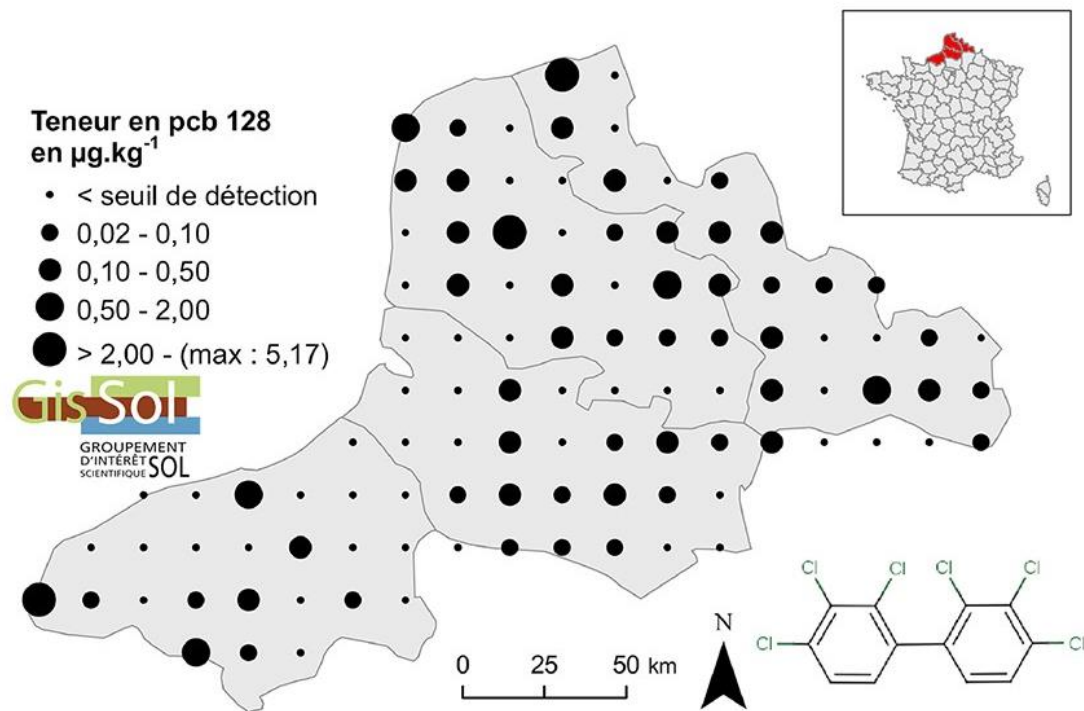 Teneur en pcb 128
en µg.kg⁻¹
< seuil de détection
0,02 - 0,10
0,10 - 0,50
0,50 - 2,00
> 2,00 - (max : 5,17)
Gis Sol
GROUPEMENT
D'INTÉRÊT
SCIENTIFIQUE SOL
0 25 50 km
N
Cl Cl Cl Cl
Cl Cl